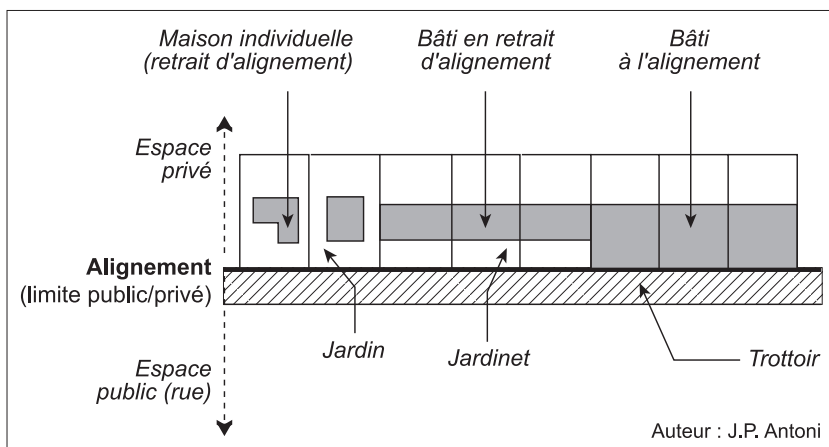 Maison individuelle
(retrait d'alignement)
Bâti en retrait
d'alignement
Bâti
à l'alignement
Espace
privé
Alignement
(limite public/privé)
Jardin
Jardinet
Trottoir
Espace
public (rue)
Auteur : J.P. Antoni